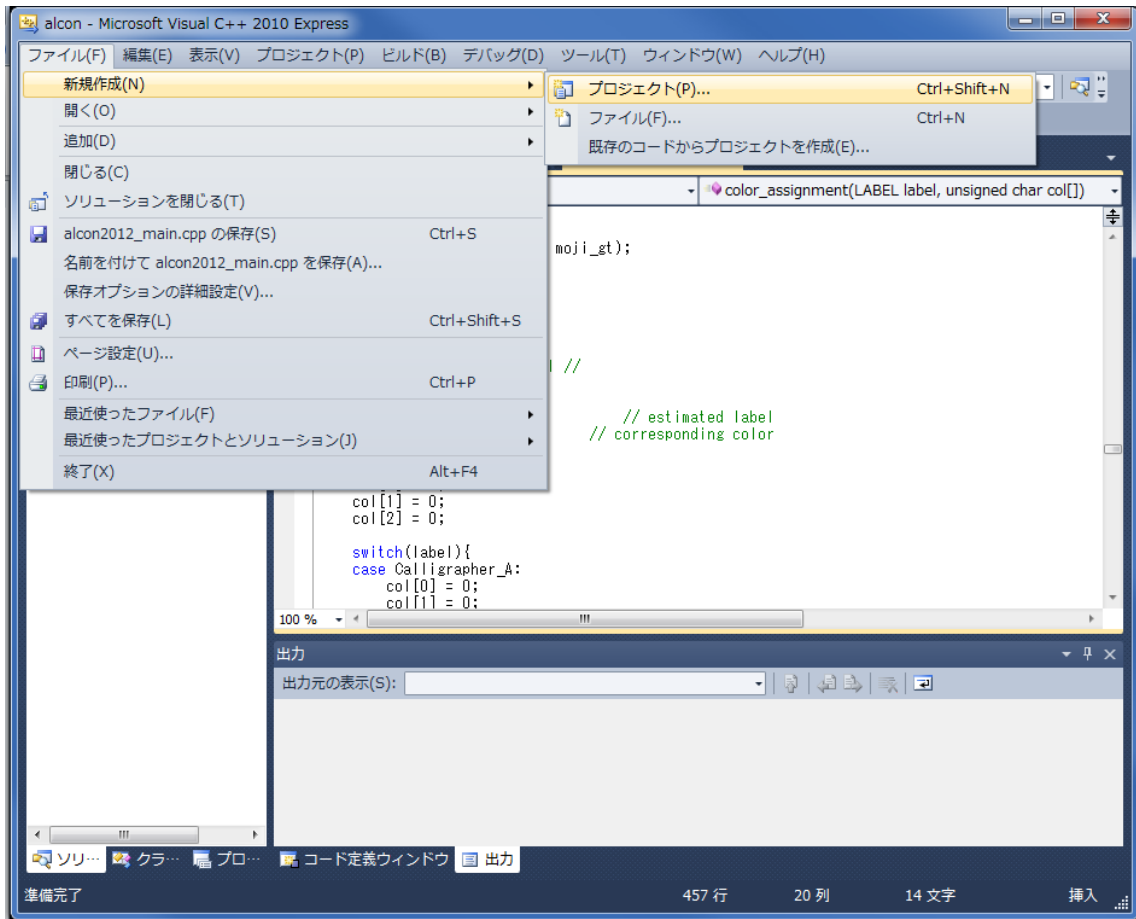 alcon - Microsoft Visual C++ 2010 Express
ファイル(F) 編集(E) 表示(V) プロジェクト(P) ビルド(B) デバッグ(D) ツール(T) ウィンドウ(W) ヘルプ(H)
新規作成(N)
開く(O)
追加(D)
閉じる(C)
ソリューションを閉じる(T)
alcon2012_main.cpp の保存(S) Ctrl+S
名前を付けて alcon2012_main.cpp を保存(A)...
保存オプションの詳細設定(V)...
すべてを保存(L) Ctrl+Shift+S
ページ設定(U)...
印刷(P)... Ctrl+P
最近使ったファイル(F)
最近使ったプロジェクトとソリューション(J)
終了(X) Alt+F4
プロジェクト(P)... Ctrl+Shift+N
ファイル(F)... Ctrl+N
既存のコードからプロジェクトを作成(E)...
color_assignment(LABEL label, unsigned char col[])
moji_gt);
//
// estimated label
// corresponding color
col[1] = 0;
col[2] = 0;
switch(label){
case Calligrapher_A:
col[0] = 0;
col[1] = 0;
100 %
出力
出力元の表示(S):
ソリ… クラ… プロ… コード定義ウィンドウ 出力
準備完了 457 行 20 列 14 文字 挿入